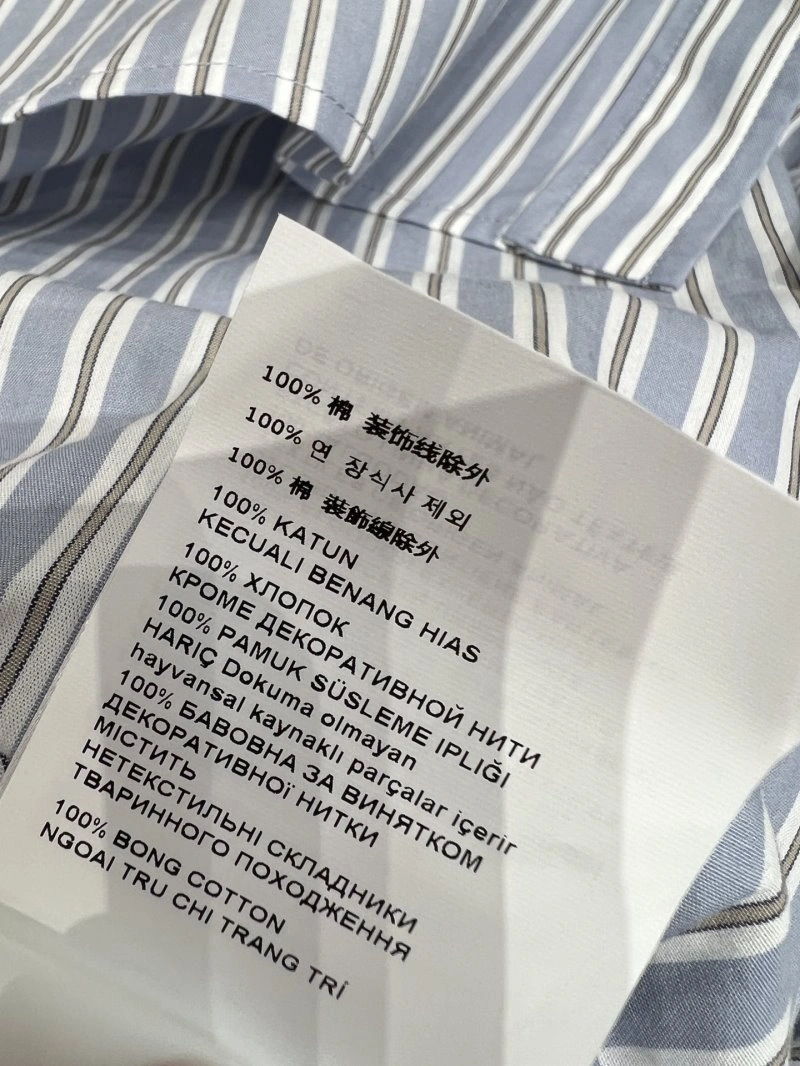 100% 棉 装饰线除外
100% 면 장식사 제외
100% 棉 装飾線除外
100% KATUN
KECUALI BENANG HIAS
100% ХЛОПОК
КРОМЕ ДЕКОРАТИВНОЙ НИТИ
100% PAMUK SÜSLEME IPLIĞI
HARIÇ Dokuma olmayan
hayvansal kaynaklı parçalar içerir
100% БАВОВНА ЗА ВИНЯТКОМ
ДЕКОРАТИВНОЇ НИТКИ
МІСТИТЬ
НЕТЕКСТИЛЬНІ СКЛАДНИКИ
ТВАРИННОГО ПОХОДЖЕННЯ
100% BONG COTTON
NGOAI TRU CHI TRANG TRÍ